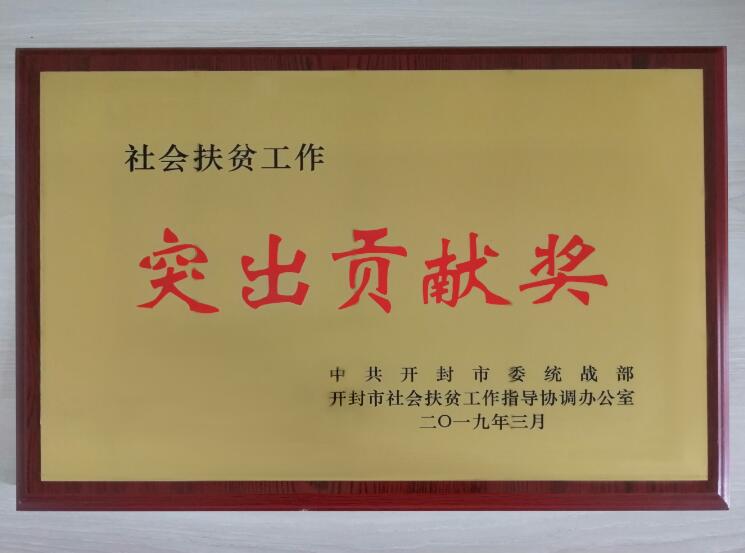 社会扶贫工作
突出贡献奖
中共开封市委统战部
开封市社会扶贫工作指导协调办公室
二〇一九年三月